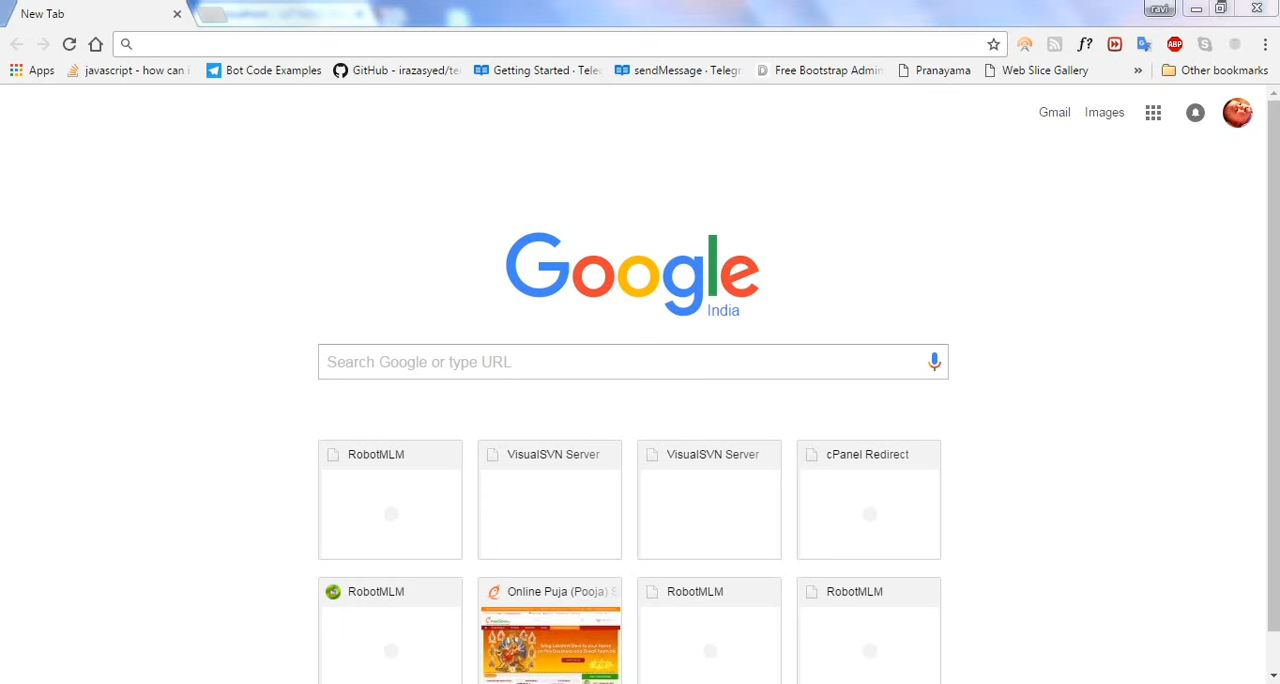 New Tab
ravi
Apps
javascript - how can i
Bot Code Examples
GitHub - irazasyed/te
Getting Started · Tele
sendMessage - Telegr
Free Bootstrap Admin
Pranayama
Web Slice Gallery
»
Other bookmarks
f?
ABP
Gmail
Images
Google
India
Search Google or type URL
RobotMLM
VisualSVN Server
VisualSVN Server
cPanel Redirect
RobotMLM
Online Puja (Pooja) S
RobotMLM
RobotMLM